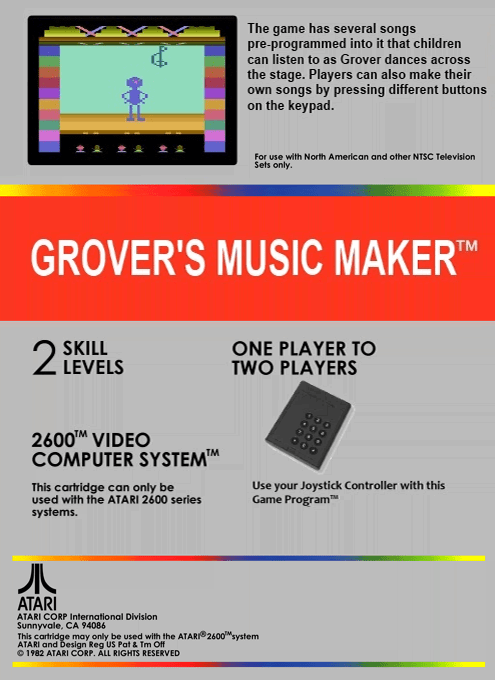 The game has several songs
pre-programmed into it that children
can listen to as Grover dances across
the stage. Players can also make their
own songs by pressing different buttons
on the keypad.
For use with North American and other NTSC Television
Sets only.
GROVER'S MUSIC MAKER™
2 SKILL
LEVELS
ONE PLAYER TO
TWO PLAYERS
2600™ VIDEO
COMPUTER SYSTEM™
This cartridge can only be
used with the ATARI 2600 series
systems.
Use your Joystick Controller with this
Game Program™
ATARI
ATARI CORP International Division
Sunnyvale, CA 94086
This cartridge may only be used with the ATARI®2600™system
ATARI and Design Reg US Pat & Tm Off
© 1982 ATARI CORP. ALL RIGHTS RESERVED